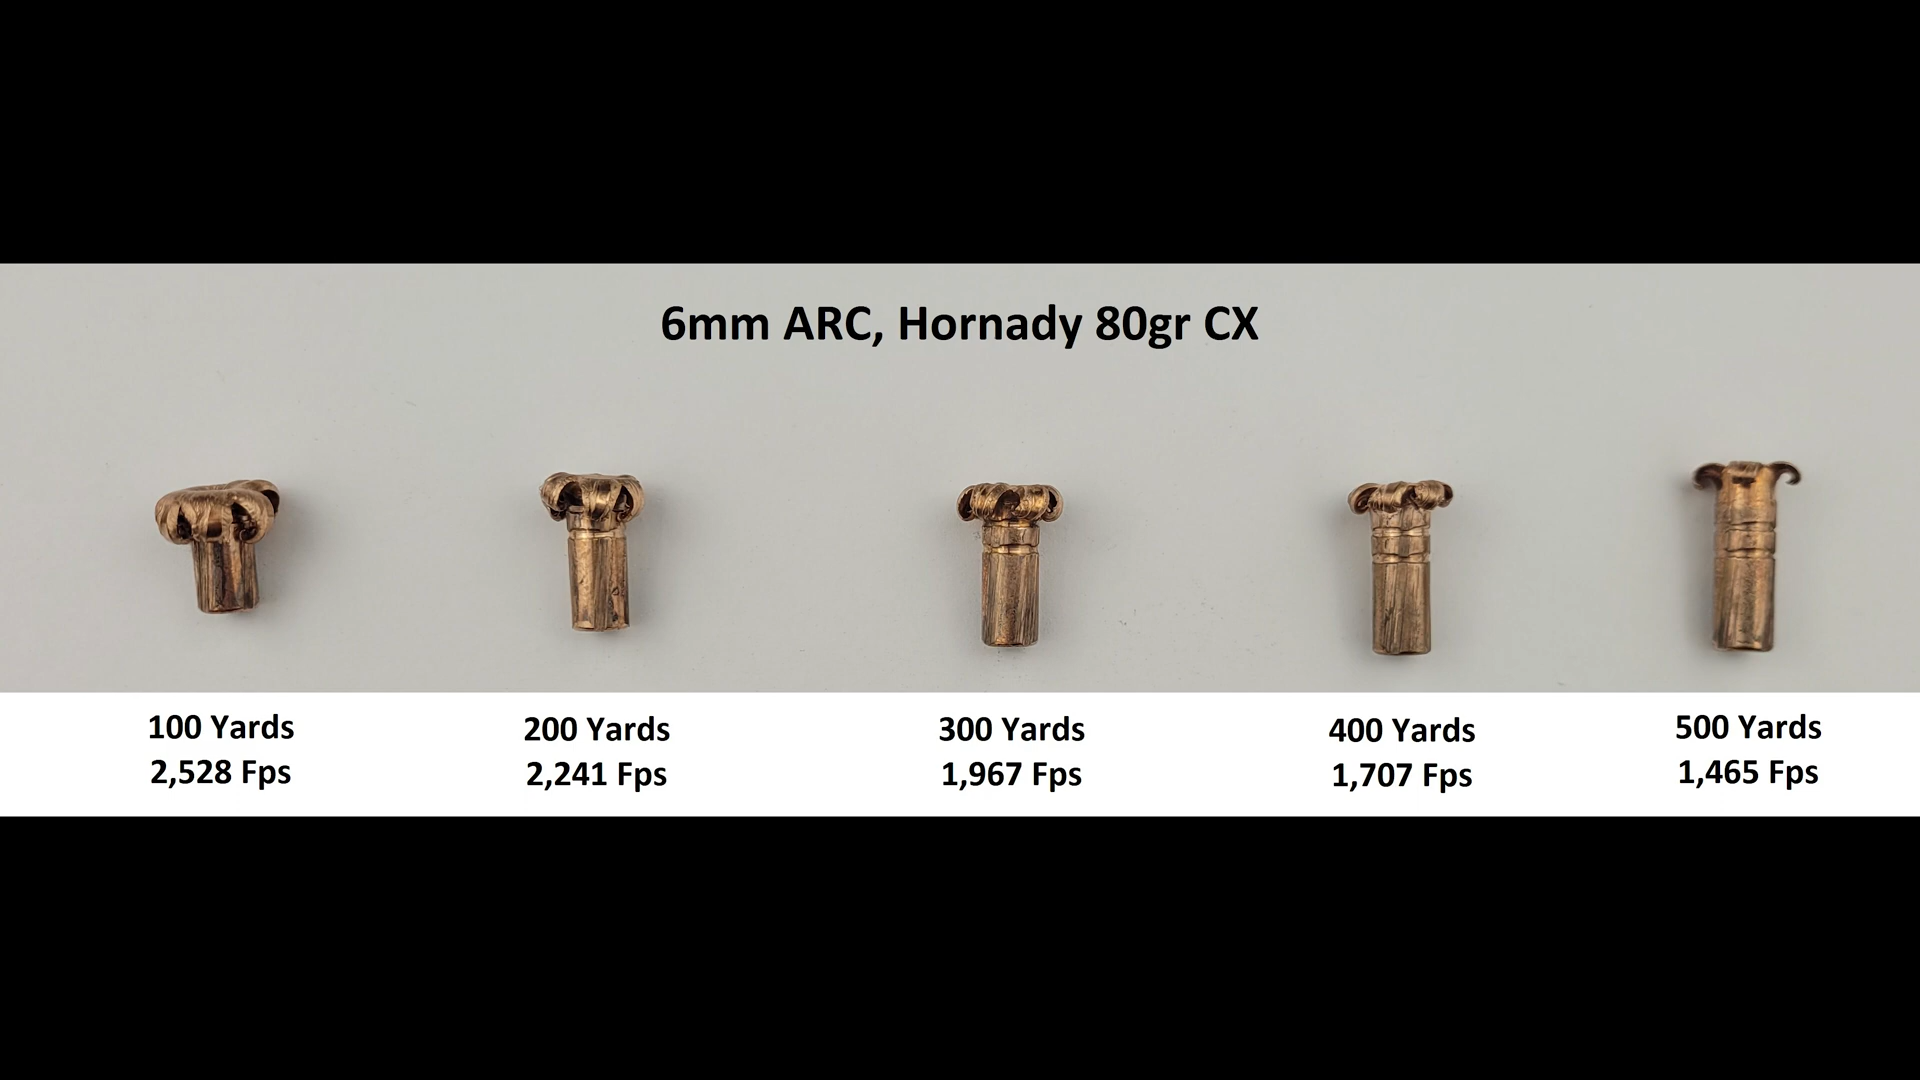 6mm ARC, Hornady 80gr CX
100 Yards
2,528 Fps
200 Yards
2,241 Fps
300 Yards
1,967 Fps
400 Yards
1,707 Fps
500 Yards
1,465 Fps